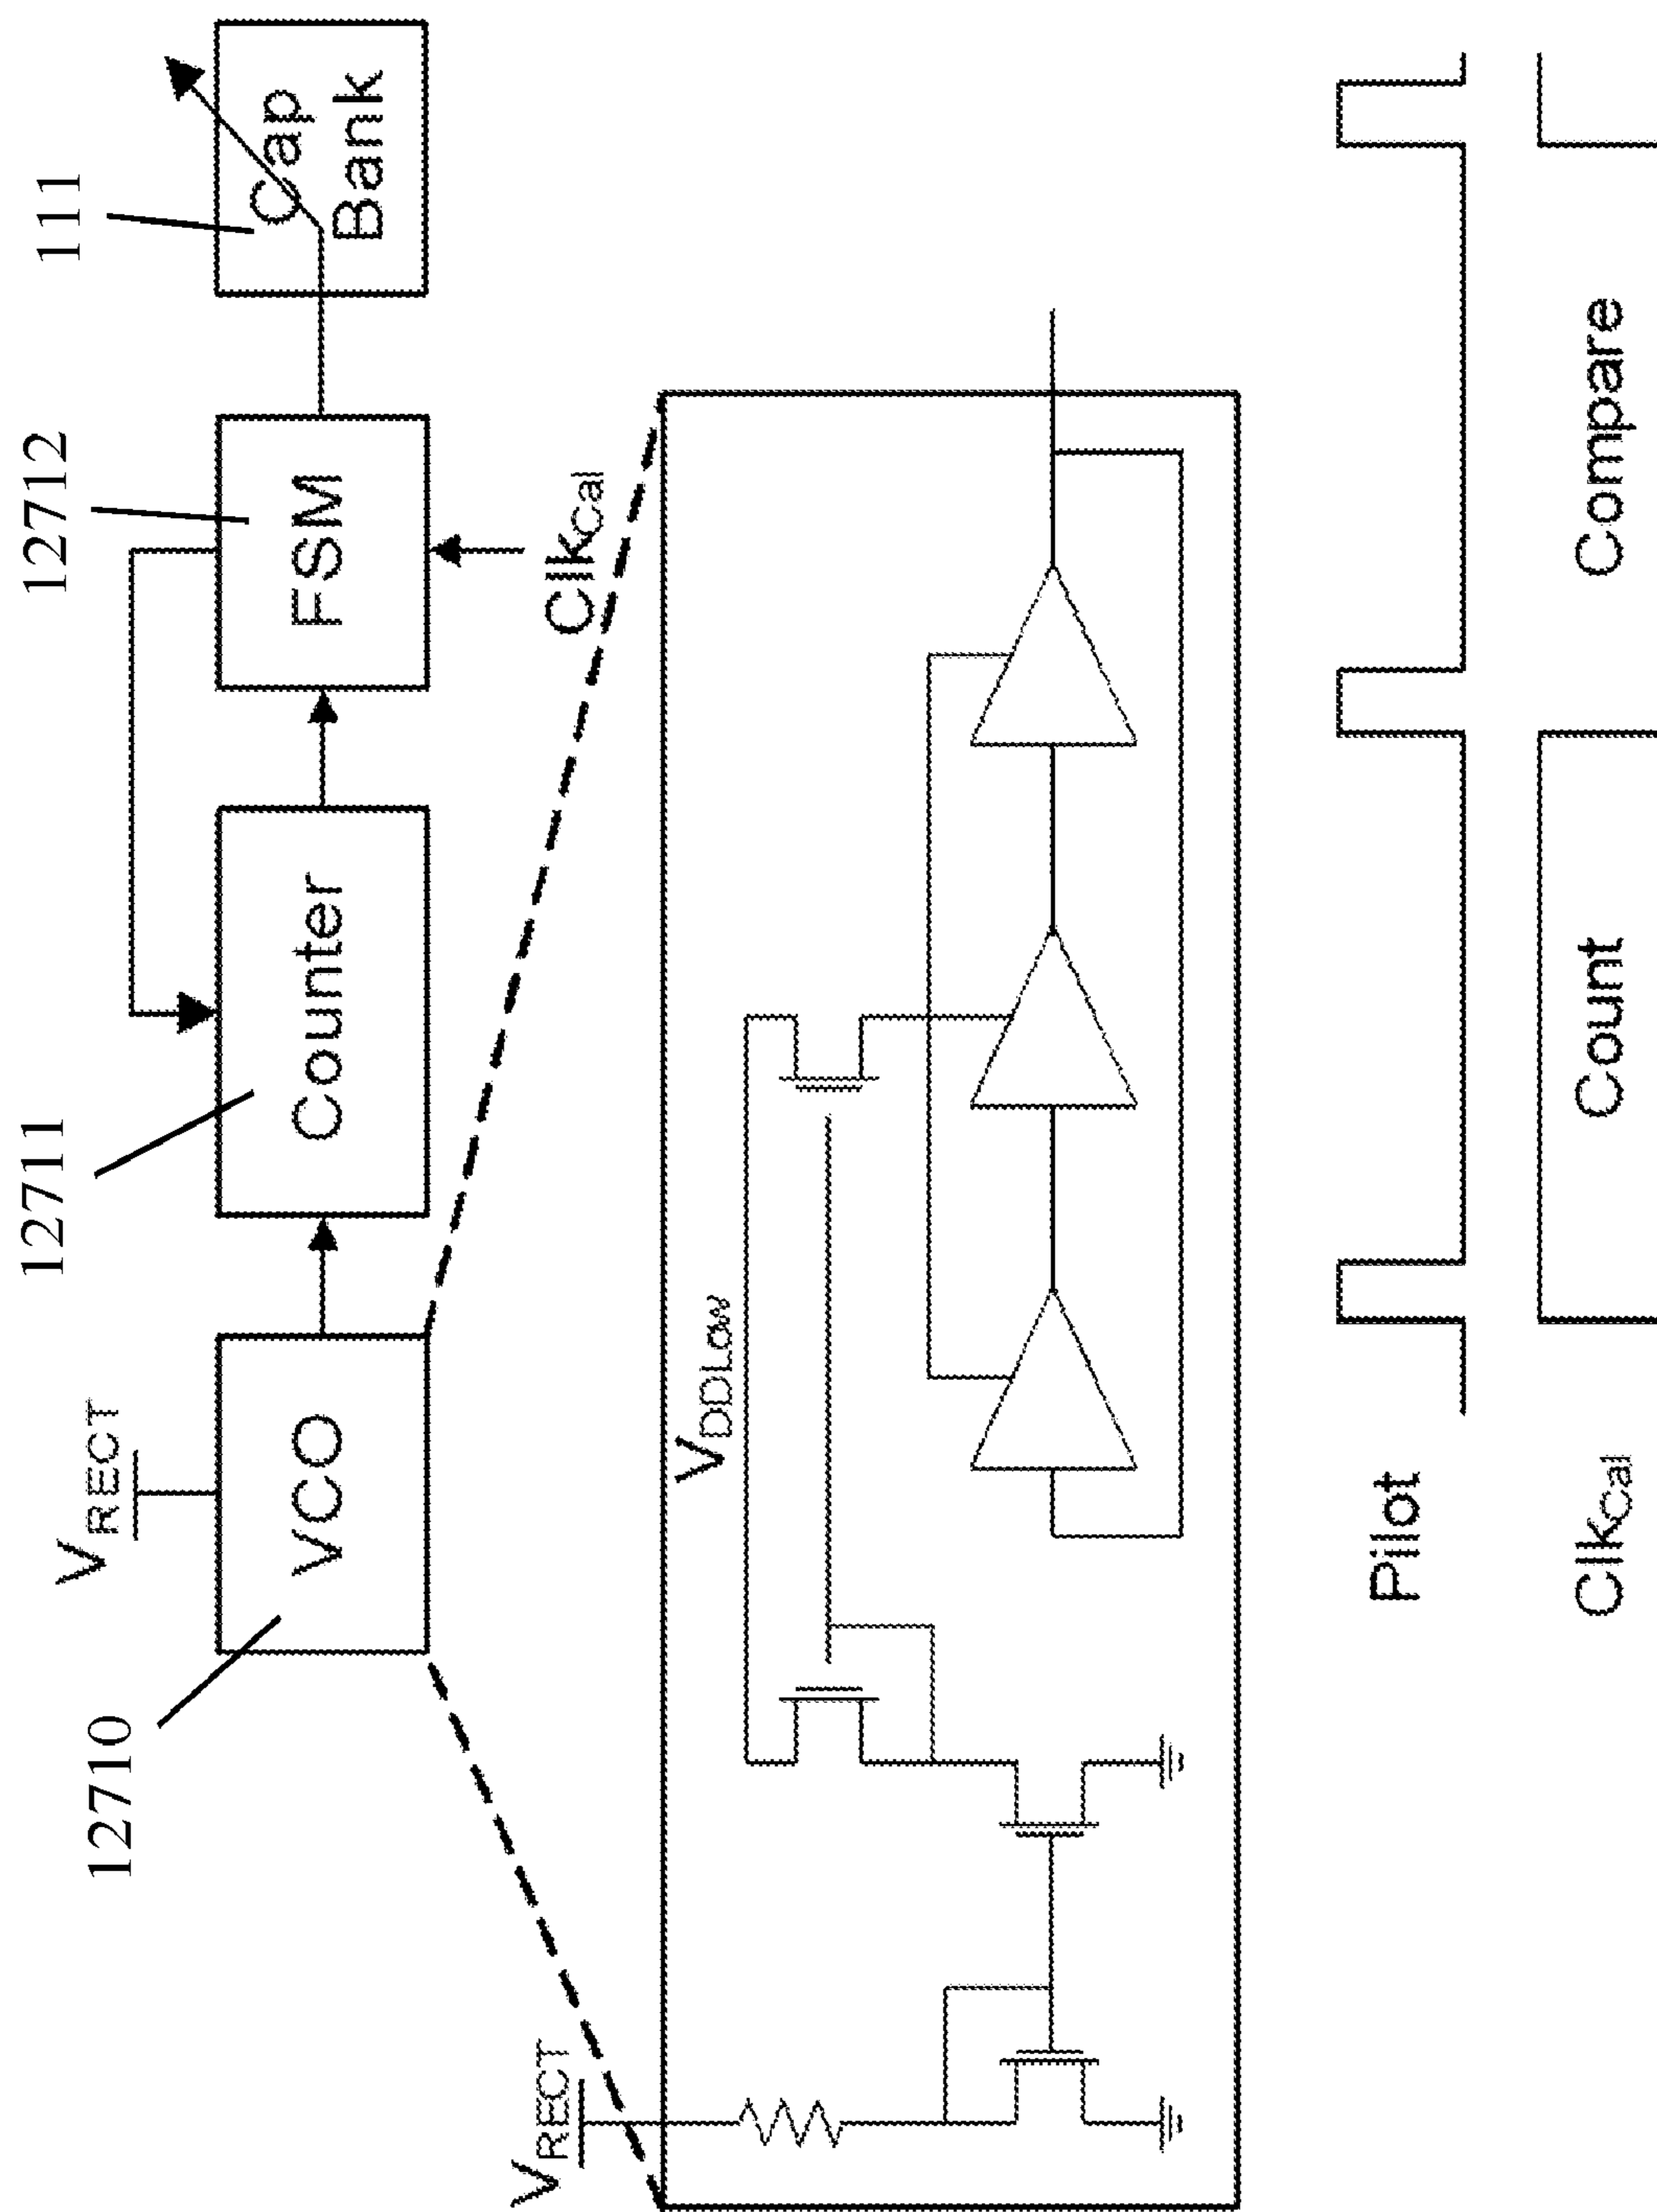 12710
12711
12712
111
V_RECT
VCO
Counter
FSM
Cap
Bank
Clk_Cal
V_RECT
V_DDLow
Pilot
Clk_Cal
Count
Compare